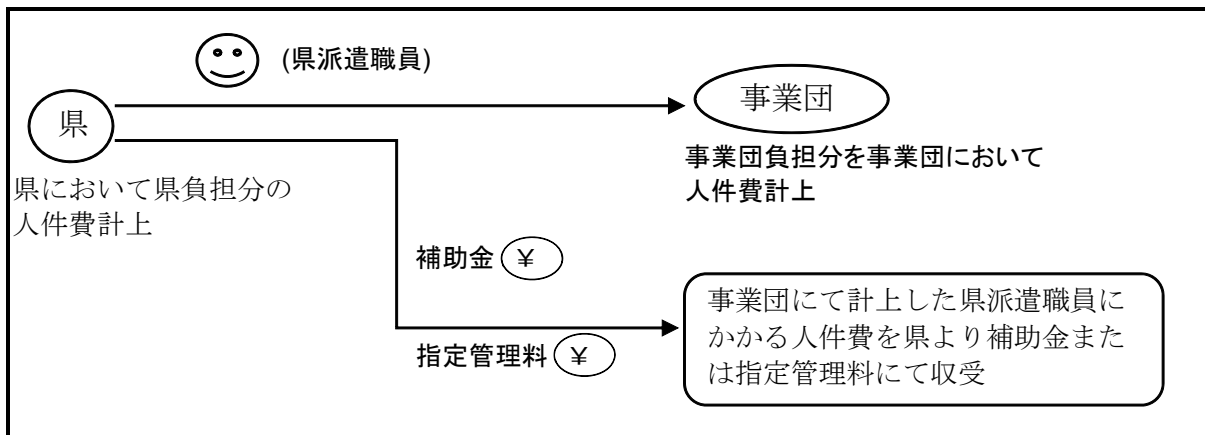 (県派遣職員)
県
事業団
県において県負担分の
人件費計上
事業団負担分を事業団において
人件費計上
補助金 ¥
指定管理料 ¥
事業団にて計上した県派遣職員に
かかる人件費を県より補助金また
は指定管理料にて収受